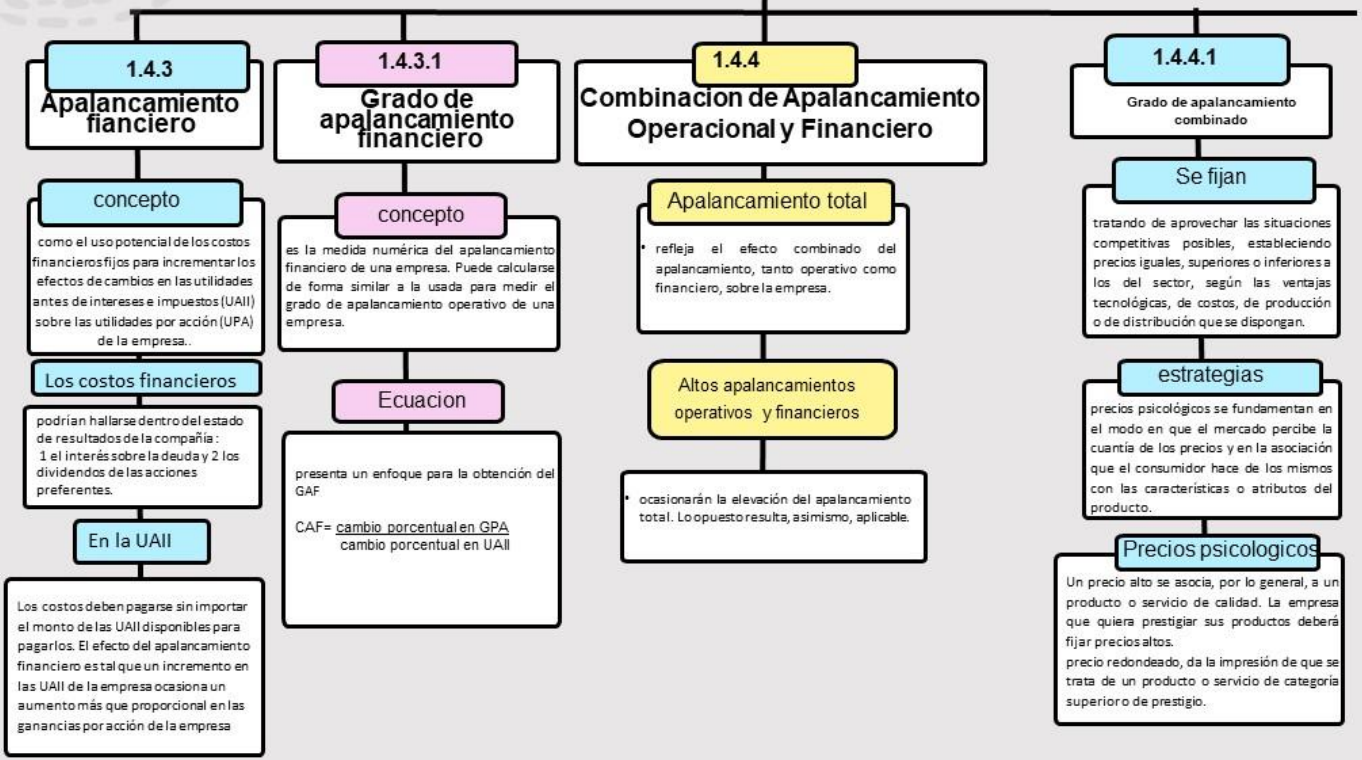 1.4.3
Apalancamiento
fianciero
concepto
como el uso potencial de los costos
financieros fijos para incrementar los
efectos de cambios en las utilidades
antes de intereses e impuestos (UAII)
sobre las utilidades por acción (UPA)
de la empresa..
Los costos financieros
podrían hallarse dentro del estado
de resultados de la compañía :
1 el interés sobre la deuda y 2 los
dividendos de las acciones
preferentes.
En la UAII
Los costos deben pagarse sin importar
el monto de las UAII disponibles para
pagarlos. El efecto del apalancamiento
financiero es tal que un incremento en
las UAII de la empresa ocasiona un
aumento más que proporcional en las
ganancias por acción de la empresa
1.4.3.1
Grado de
apalancamiento
financiero
concepto
es la medida numérica del apalancamiento
financiero de una empresa. Puede calcularse
de forma similar a la usada para medir el
grado de apalancamiento operativo de una
empresa.
Ecuacion
presenta un enfoque para la obtención del
GAF
CAF= cambio porcentual en GPA
cambio porcentual en UAII
1.4.4
Combinacion de Apalancamiento
Operacional y Financiero
Apalancamiento total
• refleja el efecto combinado del
apalancamiento, tanto operativo como
financiero, sobre la empresa.
Altos apalancamientos
operativos y financieros
• ocasionarán la elevación del apalancamiento
total. Lo opuesto resulta, asimismo, aplicable.
1.4.4.1
Grado de apalancamiento
combinado
Se fijan
tratando de aprovechar las situaciones
competitivas posibles, estableciendo
precios iguales, superiores o inferiores a
los del sector, según las ventajas
tecnológicas, de costos, de producción
o de distribución que se dispongan.
estrategias
precios psicológicos se fundamentan en
el modo en que el mercado percibe la
cuantía de los precios y en la asociación
que el consumidor hace de los mismos
con las características o atributos del
producto.
Precios psicologicos
Un precio alto se asocia, por lo general, a un
producto o servicio de calidad. La empresa
que quiera prestigiar sus productos deberá
fijar precios altos.
precio redondeado, da la impresión de que se
trata de un producto o servicio de categoría
superior o de prestigio.